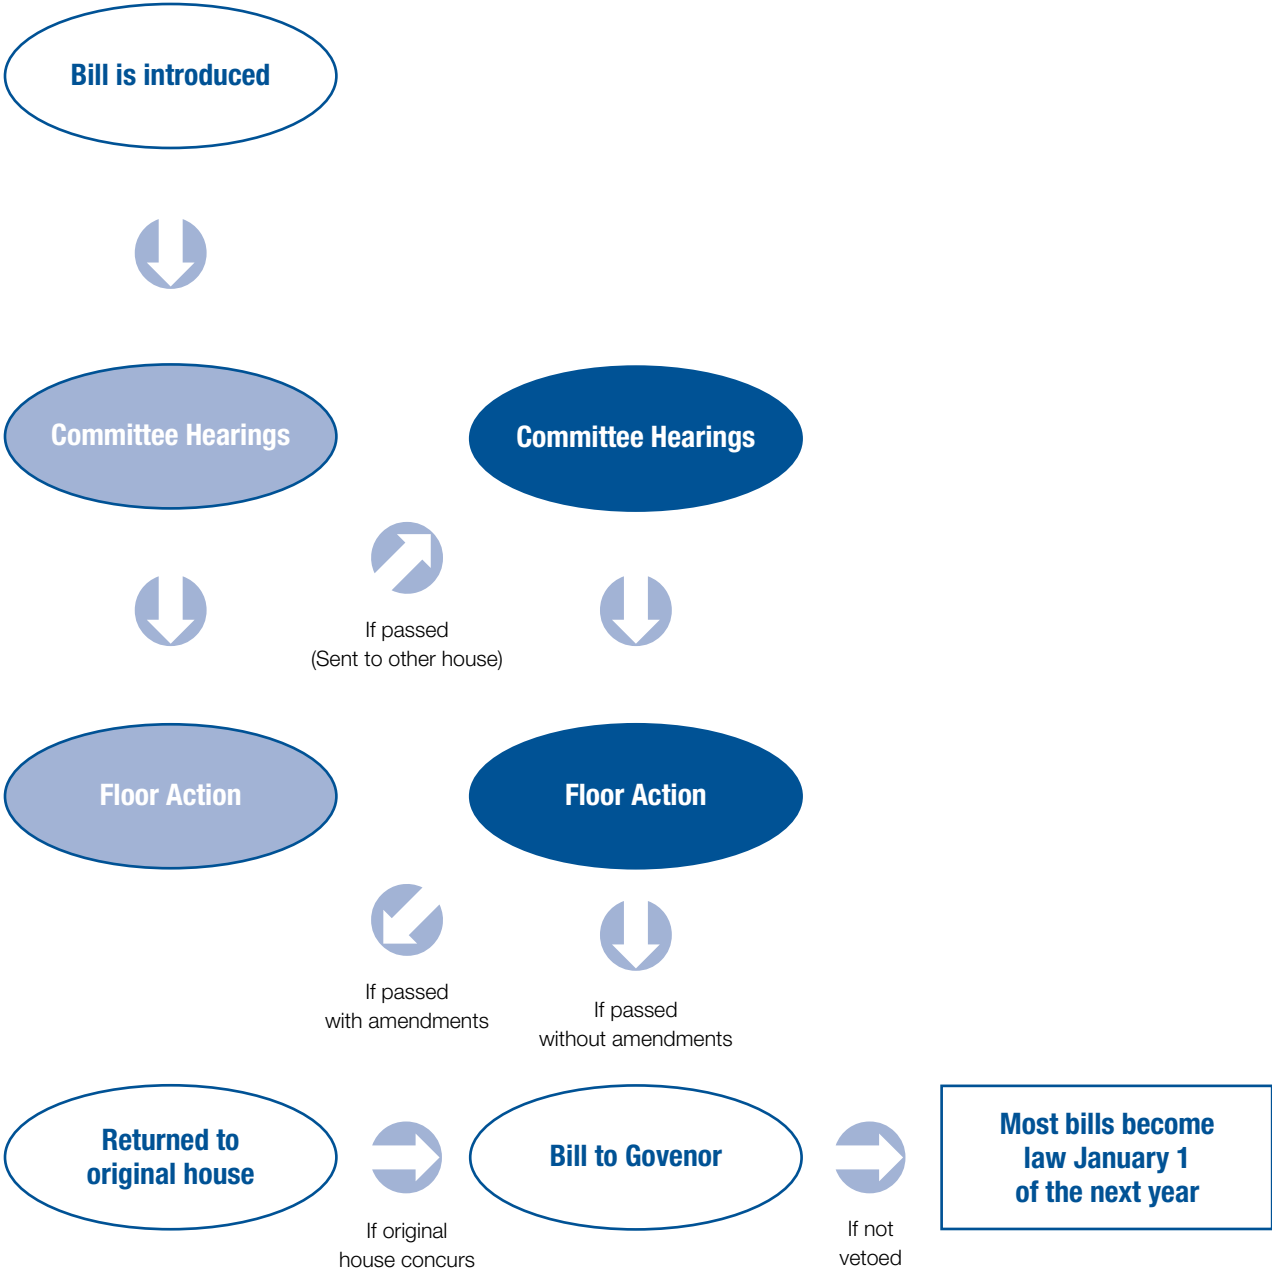 Bill is introduced
Committee Hearings
Committee Hearings
If passed
(Sent to other house)
Floor Action
Floor Action
If passed
with amendments
If passed
without amendments
Returned to
original house
If original
house concurs
Bill to Govenor
If not
vetoed
Most bills become
law January 1
of the next year